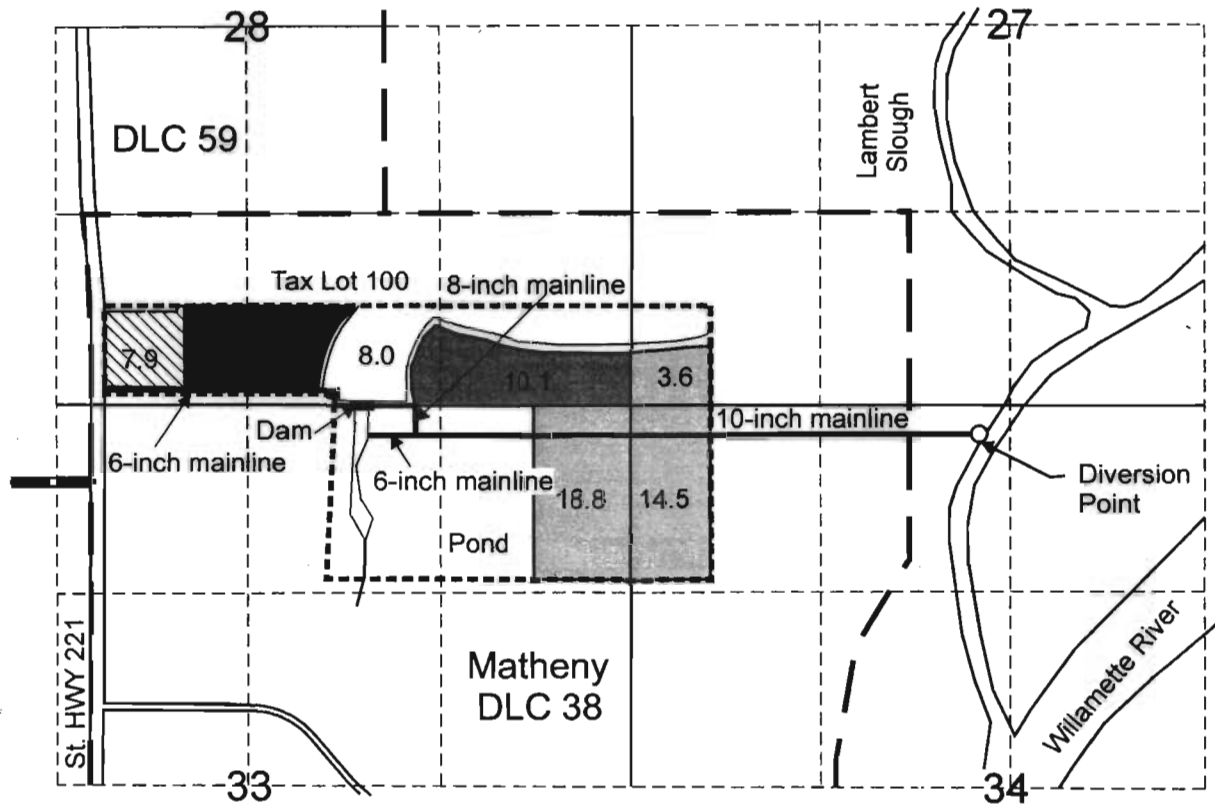 28
27
DLC 59
Lambert
Slough
Tax Lot 100
8-inch mainline
7.9
8.0
10.1
3.6
Dam
10-inch mainline
6-inch mainline
6-inch mainline
18.8
14.5
Diversion
Point
Pond
St. HWY 221
Matheny
DLC 38
Willamette River
33
34